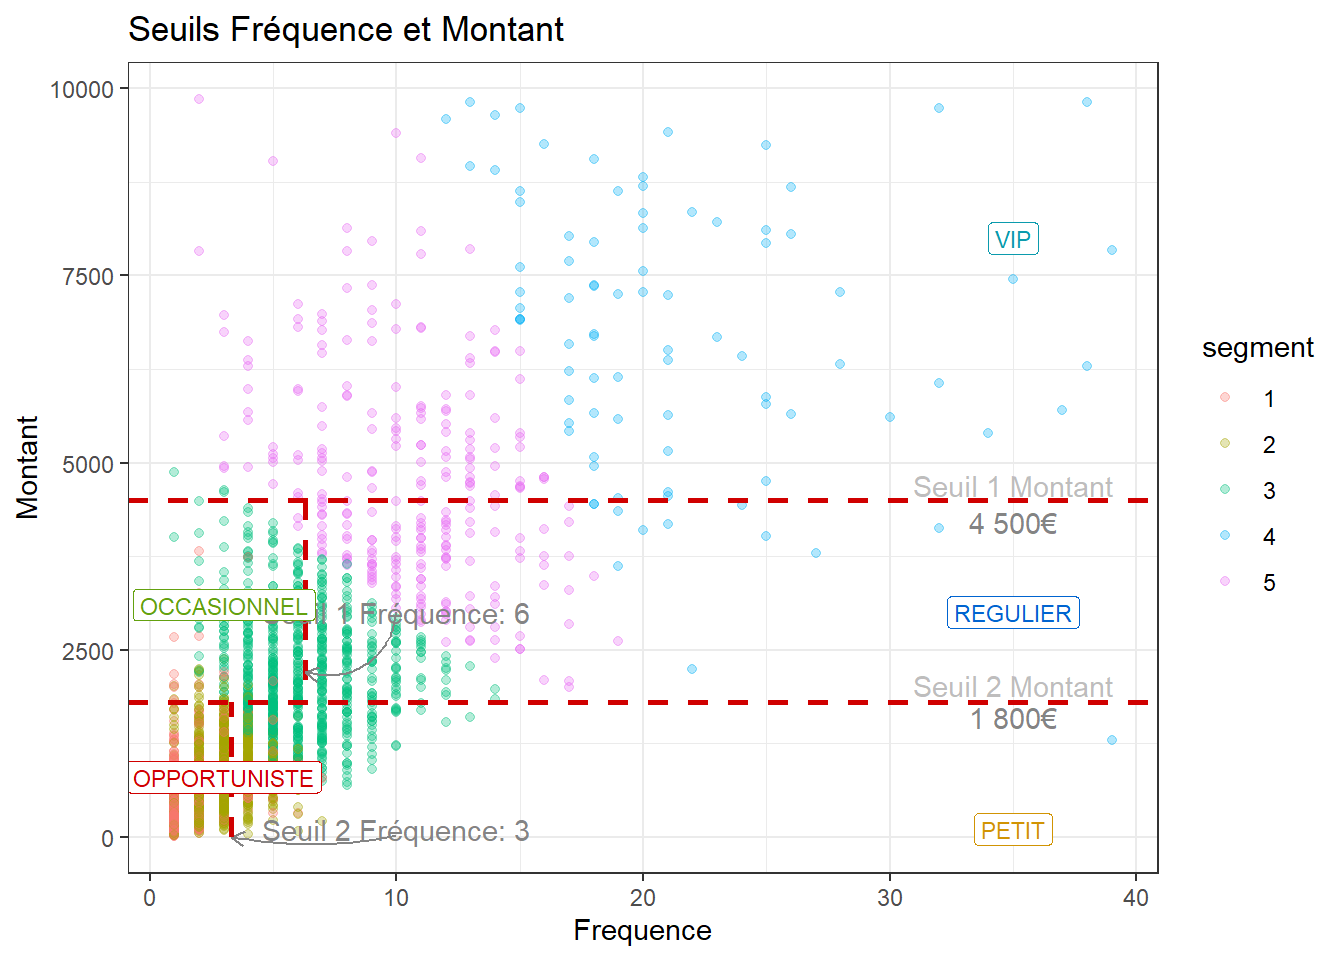 Seuils Fréquence et Montant
Montant
10000
7500
5000
2500
0
VIP
Seuil 1 Montant
4 500€
OCCASIONNEL
1 Fréquence: 6
REGULIER
Seuil 2 Montant
1 800€
OPPORTUNISTE
Seuil 2 Fréquence: 3
PETIT
0
10
20
30
40
Frequence
segment
1
2
3
4
5